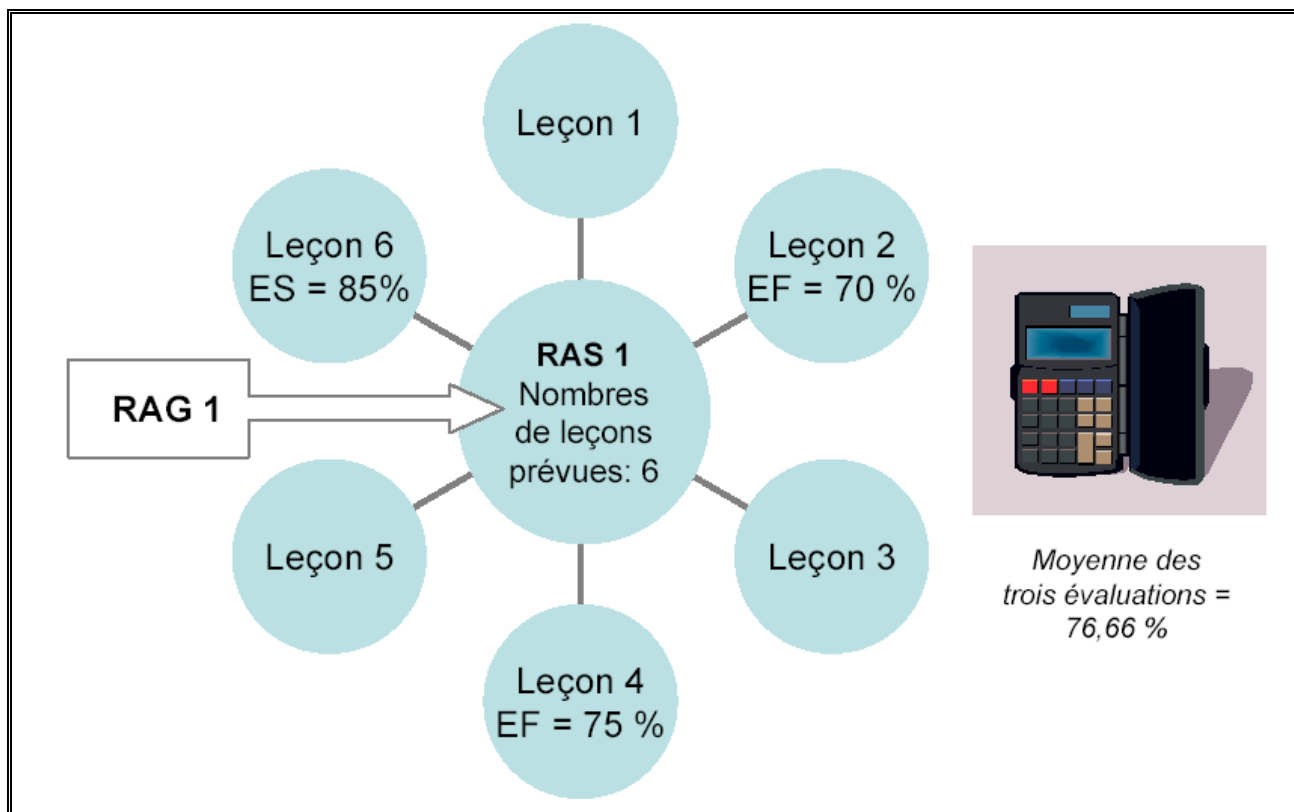 Leçon 1
Leçon 2
EF = 70 %
Leçon 3
Leçon 4
EF = 75 %
Leçon 5
Leçon 6
ES = 85%
RAG 1
RAS 1
Nombres
de leçons
prévues: 6
Moyenne des
trois évaluations =
76,66 %